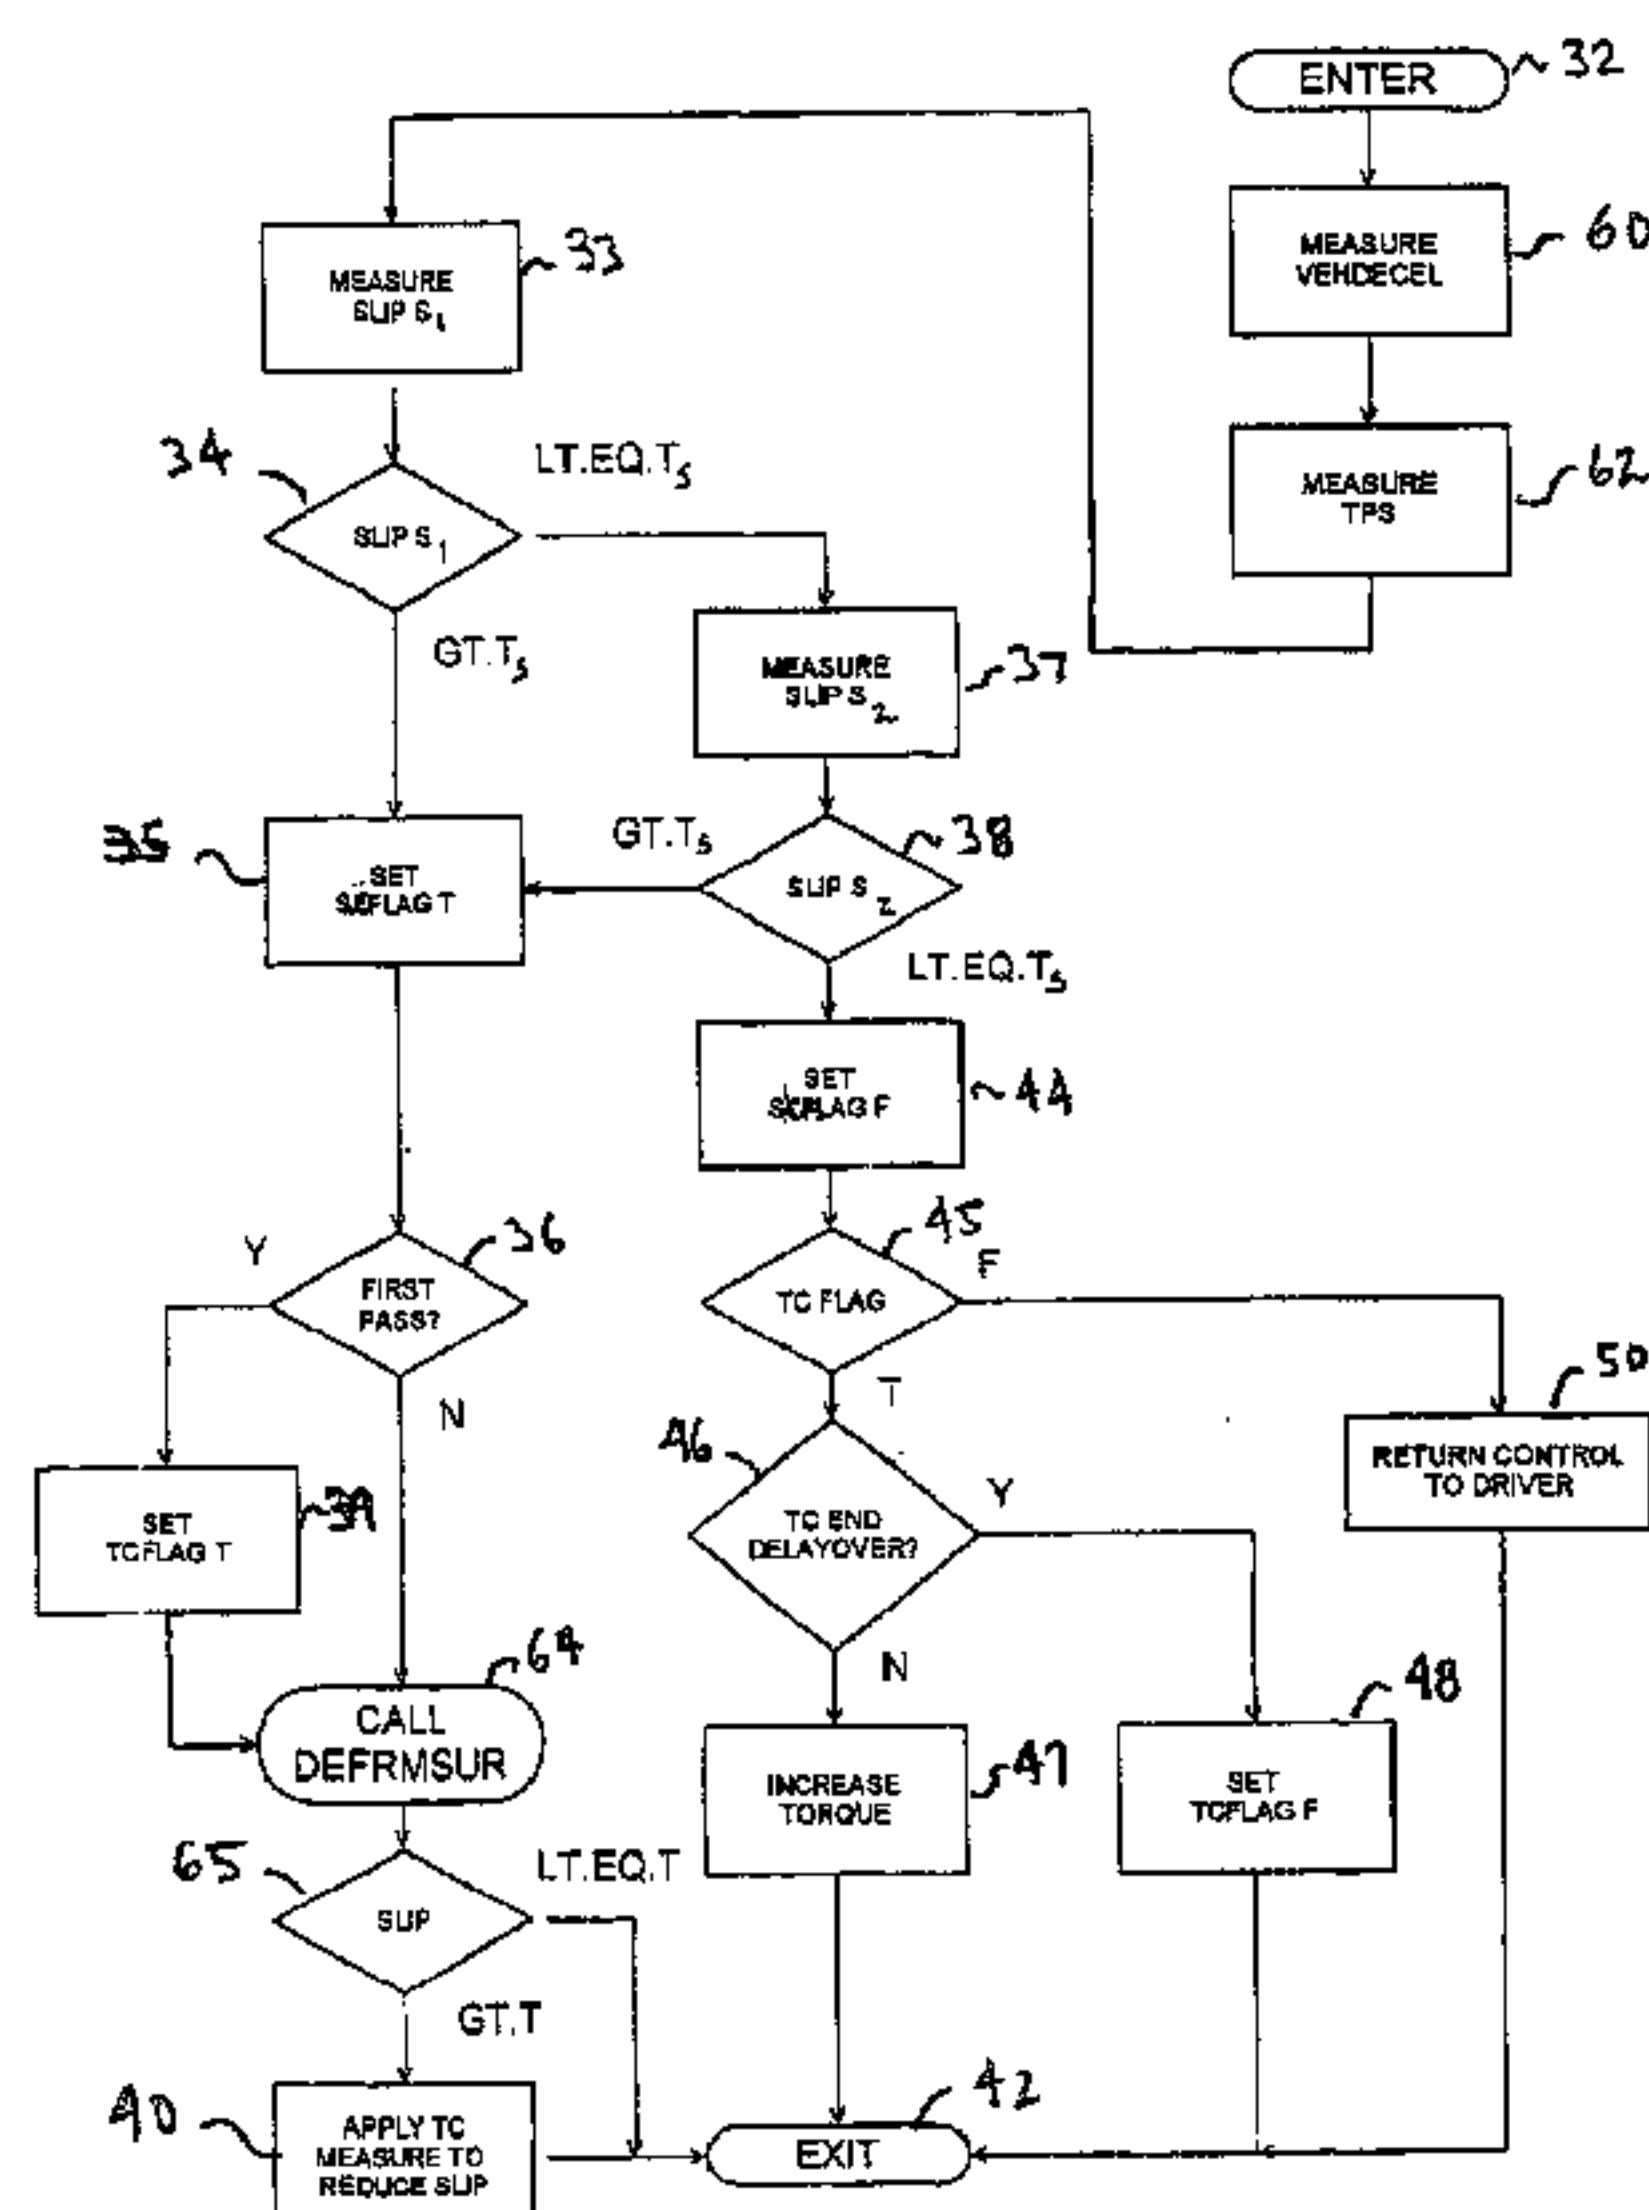 ENTER
32
MEASURE
VEHDECEL
60
MEASURE
TPS
62
MEASURE
SLIP S1
33
34
SLIP S1
LT.EQ.TS
GT.TS
MEASURE
SLIP S2
37
SET
T
35
GT.TS
SLIP S2
38
LT.EQ.TS
SET
F
44
Y
FIRST
PASS?
36
N
TC FLAG
45
F
T
SET
TCFLAG T
39
46
TC END
DELAYOVER?
Y
N
RETURN CONTROL
TO DRIVER
50
CALL
DEFRMSUR
64
INCREASE
TORQUE
47
SET
TCFLAG F
48
65
SLIP
LT.EQ.T
GT.T
40
APPLY TC
MEASURE TO
REDUCE SLIP
EXIT
42